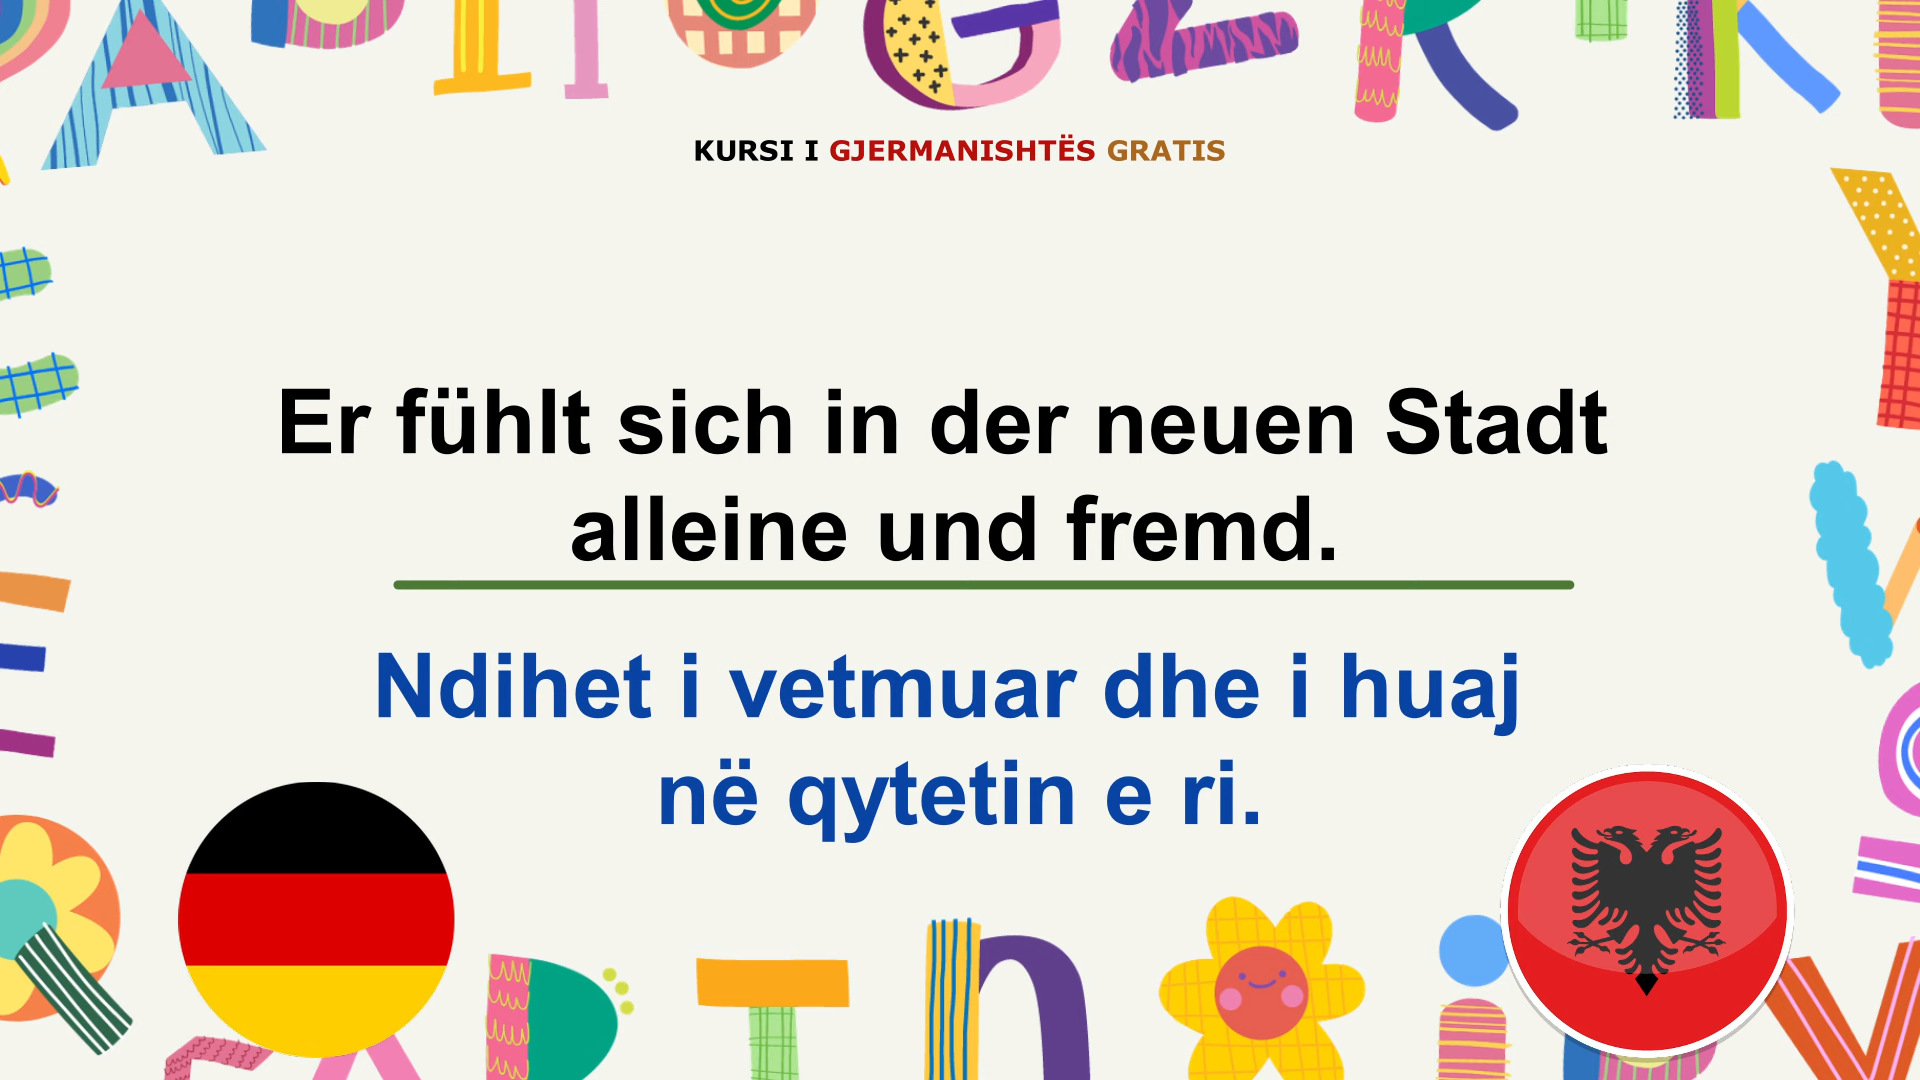 KURSI I GJERMANISHTËS GRATIS
Er fühlt sich in der neuen Stadt
alleine und fremd.
Ndihet i vetmuar dhe i huaj
në qytetin e ri.